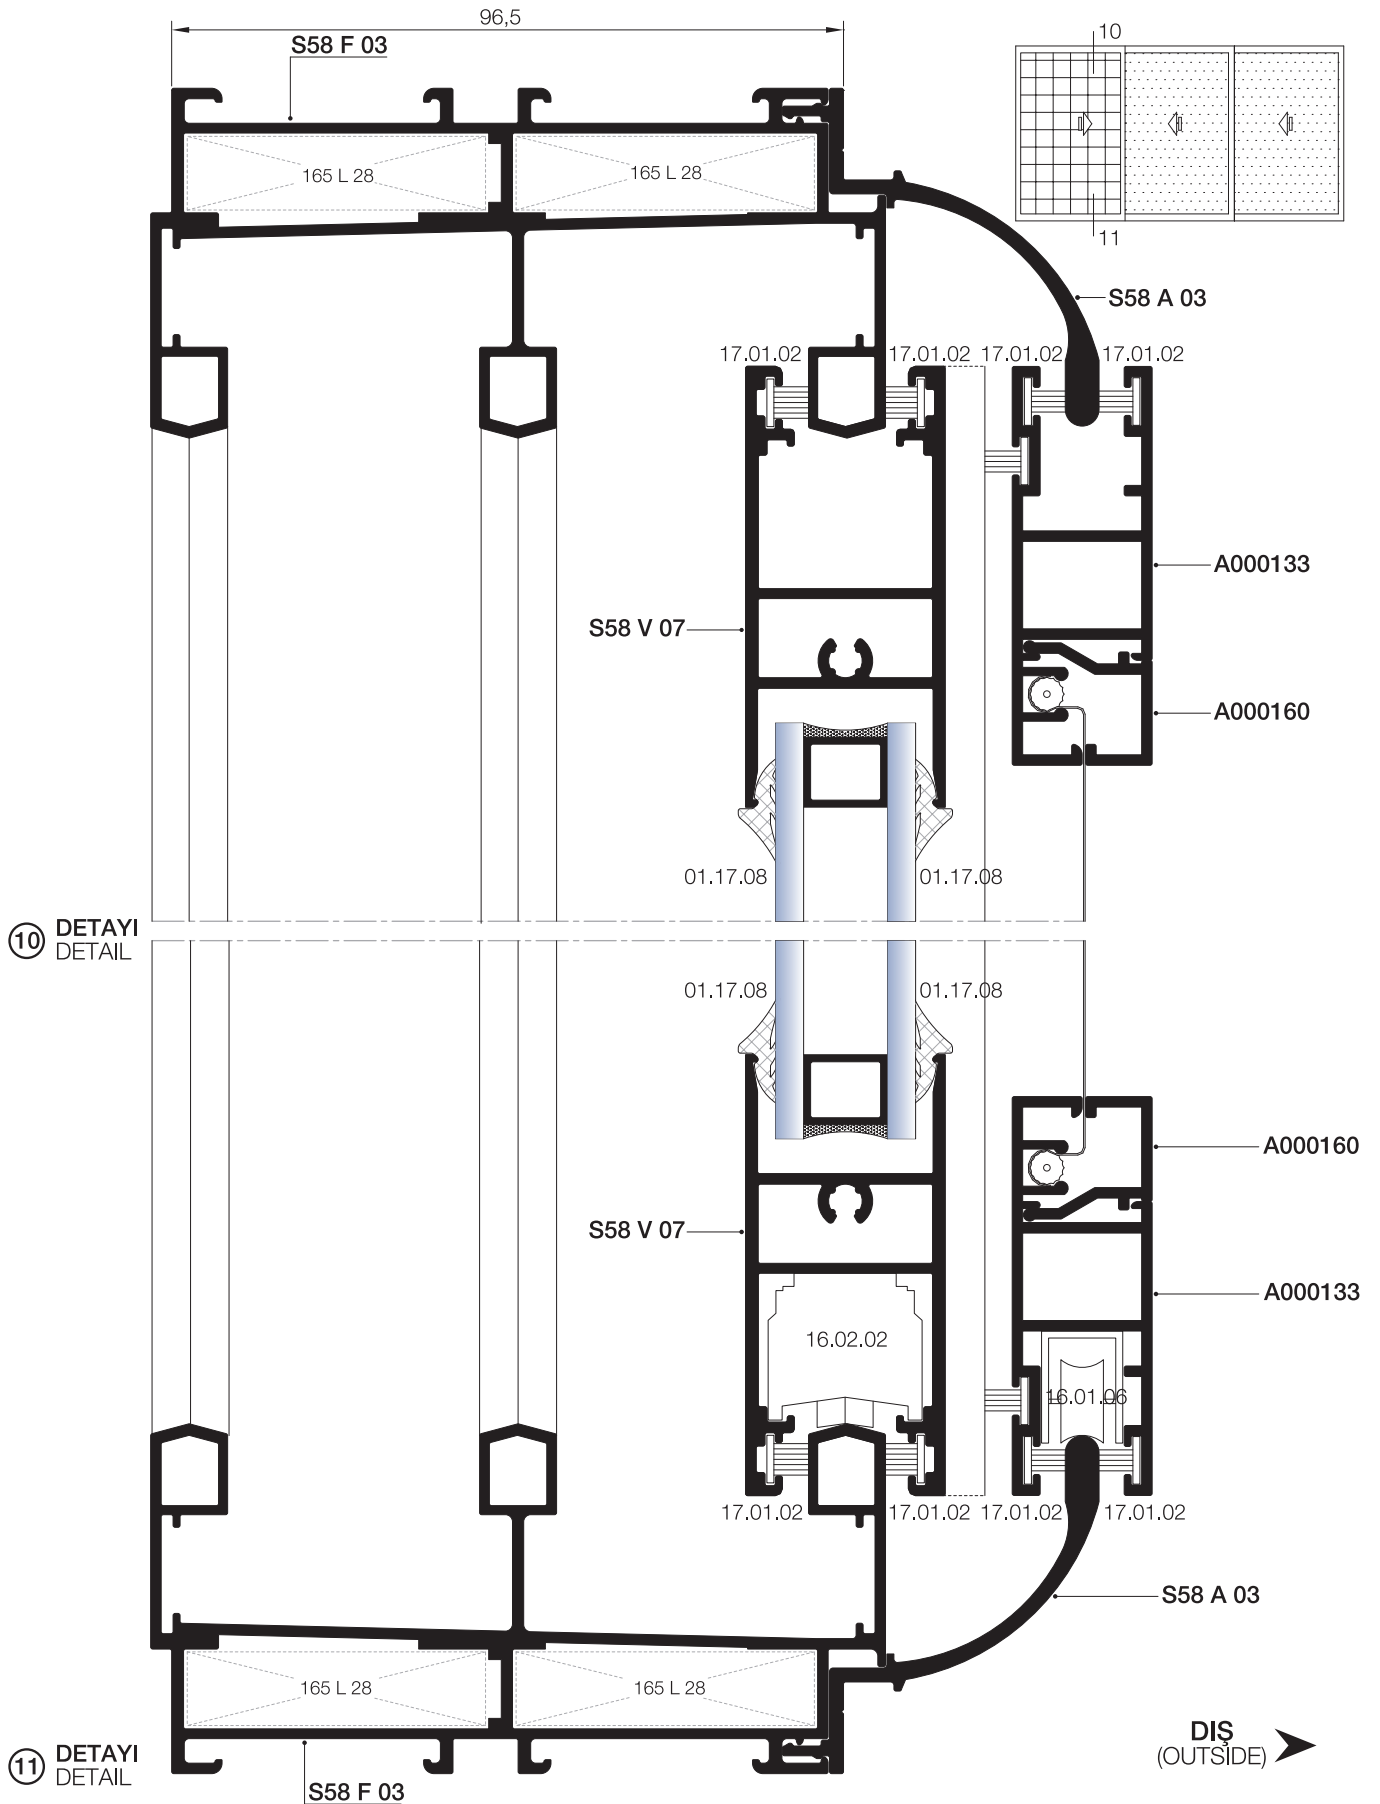 96,5
S58 F 03
10
165 L 28
165 L 28
11
S58 A 03
17.01.02
17.01.02
17.01.02
17.01.02
A000133
S58 V 07
A000160
01.17.08
01.17.08
10 DETAYI
DETAIL
01.17.08
01.17.08
A000160
S58 V 07
A000133
16.02.02
16.01.06
17.01.02
17.01.02
17.01.02
17.01.02
S58 A 03
165 L 28
165 L 28
DIŞ
(OUTSIDE)
11 DETAYI
DETAIL
S58 F 03